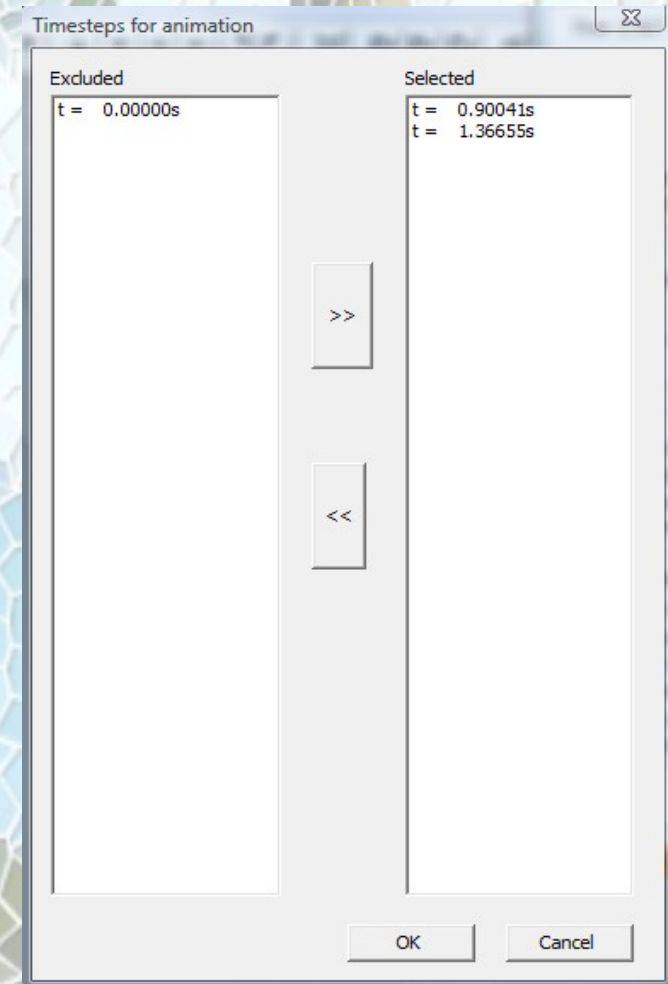 Timesteps for animation
Excluded
t = 0.00000s
Selected
t = 0.90041s
t = 1.36655s
>>
<<
OK
Cancel